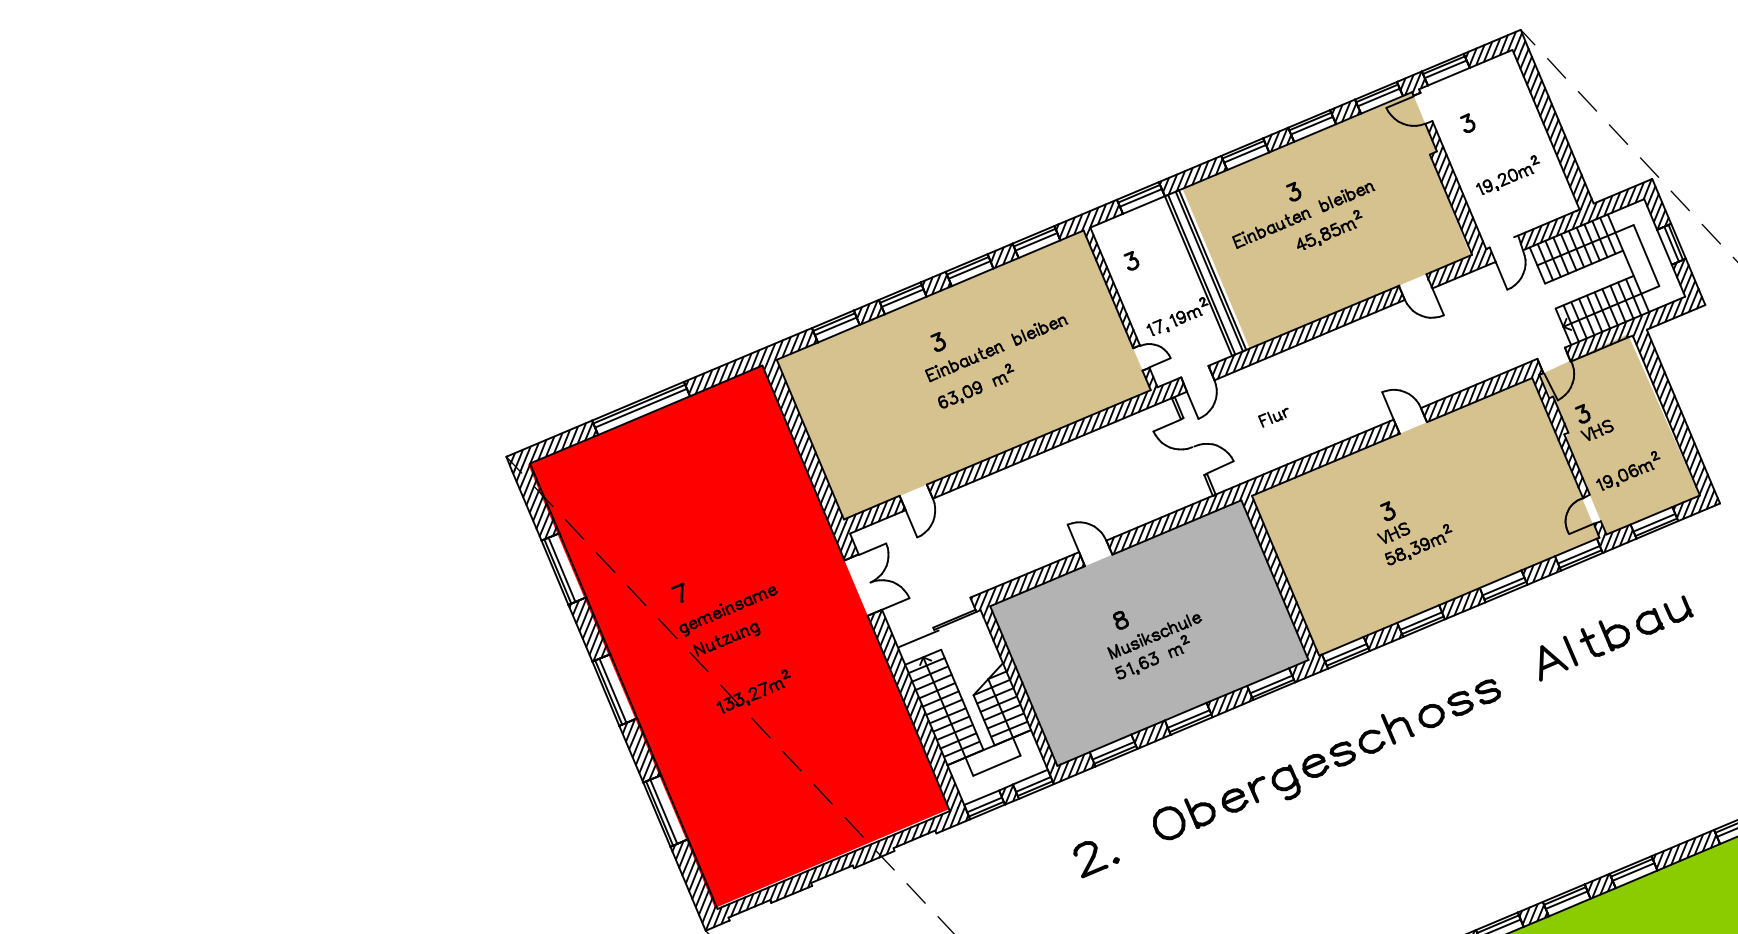 3
19,20m²
3
Einbauten bleiben
45,85m²
3
17,19m²
3
Einbauten bleiben
63,09 m²
Flur
3
VHS
19,06m²
3
VHS
58,39m²
7
gemeinsame
Nutzung
133,27m²
8
Musikschule
51,63 m²
2. Obergeschoss Altbau